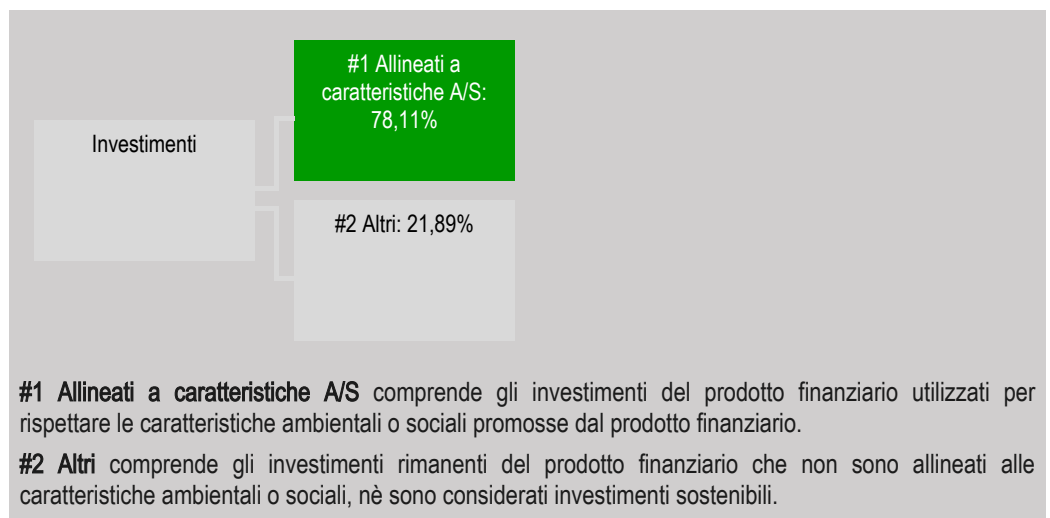 #1 Allineati a
caratteristiche A/S:
78,11%
Investimenti
#2 Altri: 21,89%
#1 Allineati a caratteristiche A/S comprende gli investimenti del prodotto finanziario utilizzati per
rispettare le caratteristiche ambientali o sociali promosse dal prodotto finanziario.
#2 Altri comprende gli investimenti rimanenti del prodotto finanziario che non sono allineati alle
caratteristiche ambientali o sociali, nè sono considerati investimenti sostenibili.